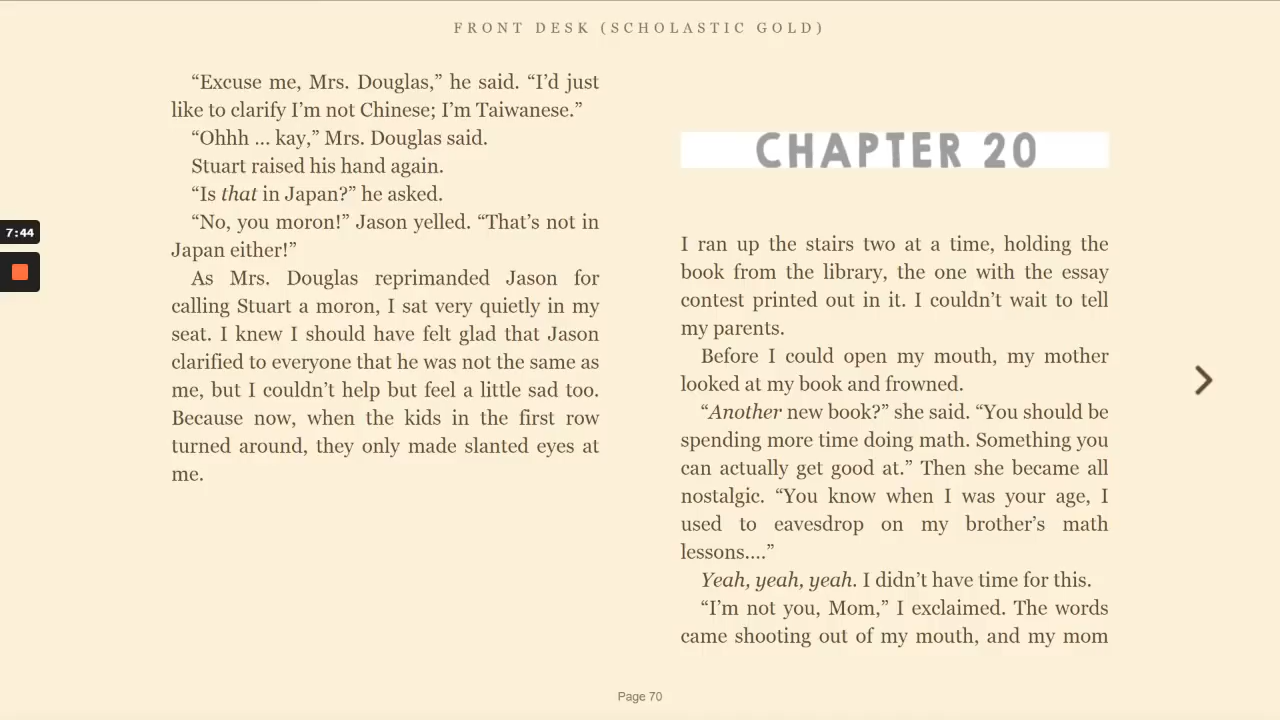 FRONT DESK (SCHOLASTIC GOLD)
“Excuse me, Mrs. Douglas,” he said. “I’d just
like to clarify I’m not Chinese; I’m Taiwanese.”
“Ohhh ... kay,” Mrs. Douglas said.
Stuart raised his hand again.
“Is that in Japan?” he asked.
“No, you moron!” Jason yelled. “That’s not in
Japan either!”
As Mrs. Douglas reprimanded Jason for
calling Stuart a moron, I sat very quietly in my
seat. I knew I should have felt glad that Jason
clarified to everyone that he was not the same as
me, but I couldn’t help but feel a little sad too.
Because now, when the kids in the first row
turned around, they only made slanted eyes at
me.
7:44
CHAPTER 20
I ran up the stairs two at a time, holding the
book from the library, the one with the essay
contest printed out in it. I couldn’t wait to tell
my parents.
Before I could open my mouth, my mother
looked at my book and frowned.
“Another new book?” she said. “You should be
spending more time doing math. Something you
can actually get good at.” Then she became all
nostalgic. “You know when I was your age, I
used to eavesdrop on my brother’s math
lessons....”
Yeah, yeah, yeah. I didn’t have time for this.
“I’m not you, Mom,” I exclaimed. The words
came shooting out of my mouth, and my mom
Page 70